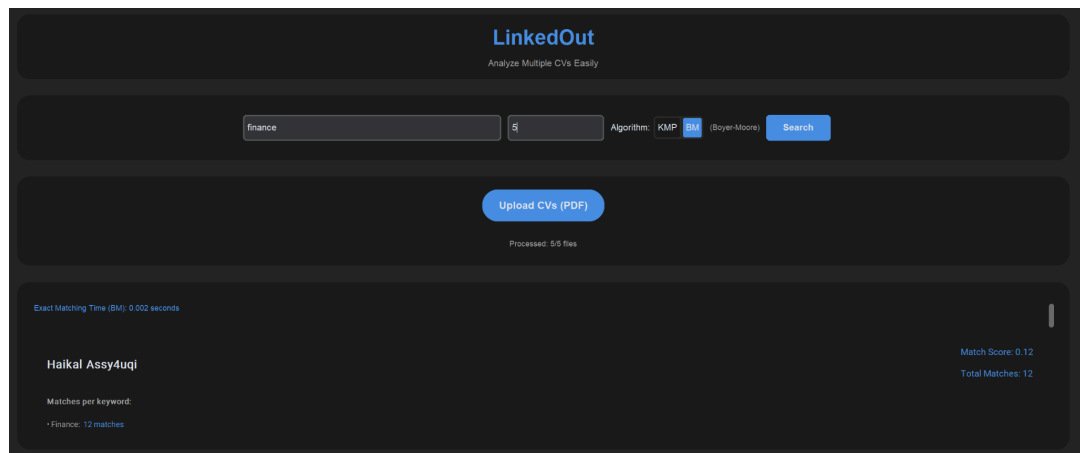 LinkedOut
Analyze Multiple CVs Easily
finance 5 Algorithm: KMP BM (Boyer-Moore) Search
Upload CVs (PDF)
Processed: 5/5 files
Exact Matching Time (BM): 0.002 seconds
Haikal Assy4uqi
Match Score: 0.12
Total Matches: 12
Matches per keyword:
• Finance: 12 matches